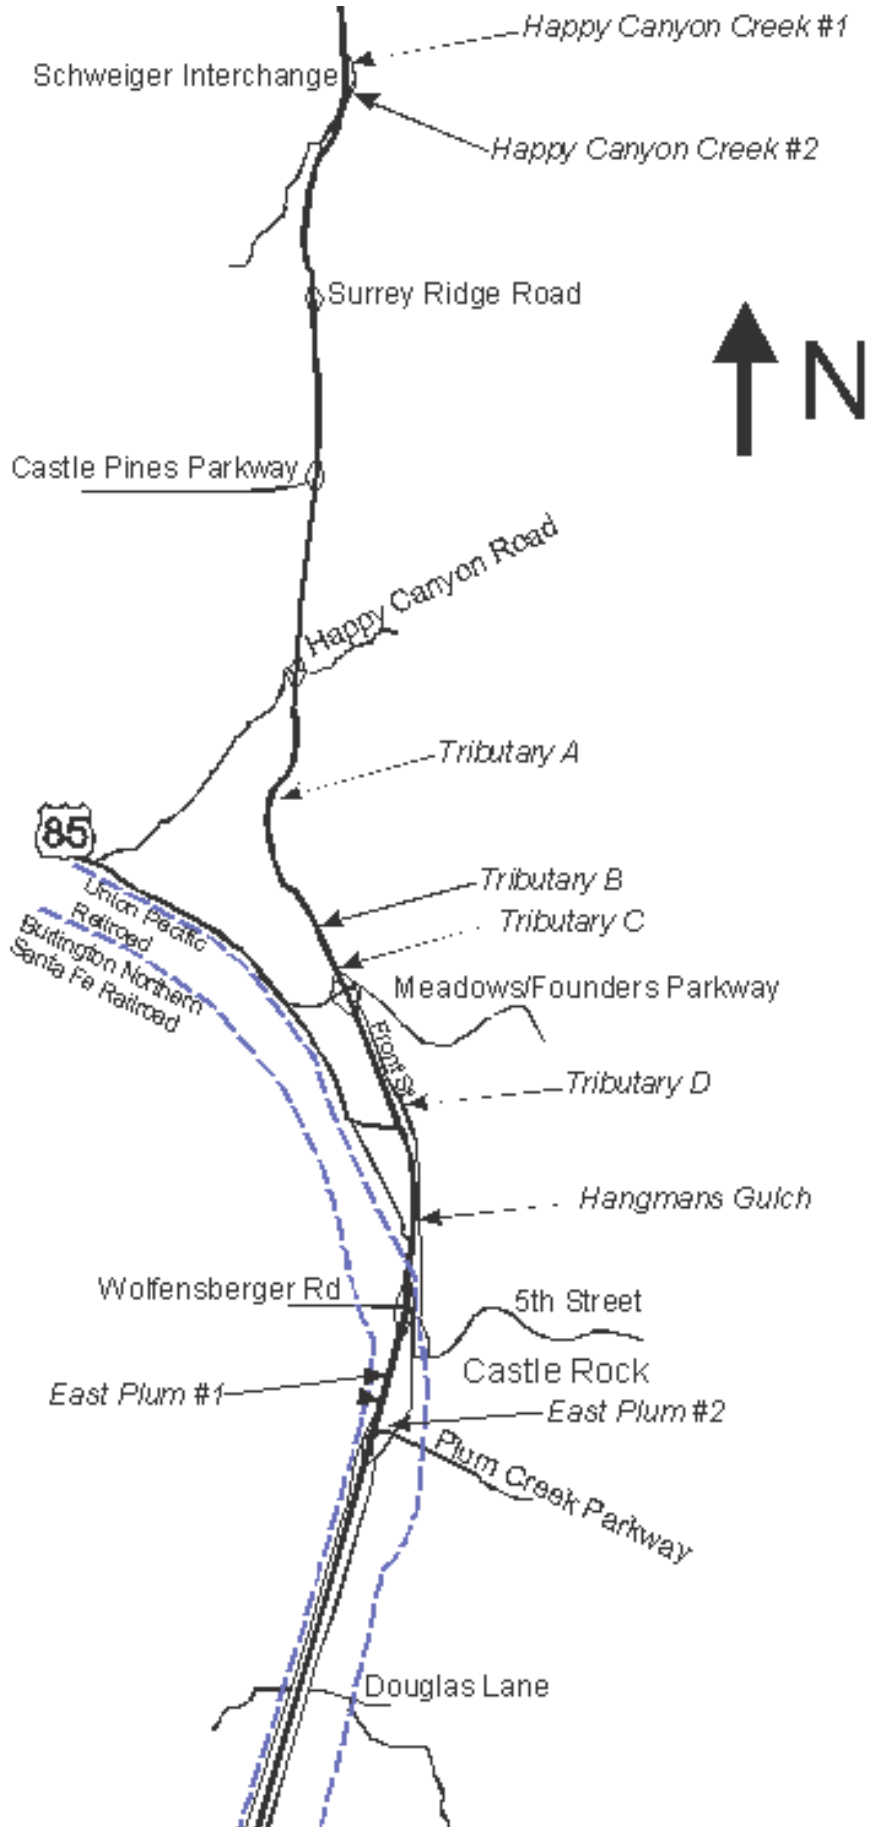 Happy Canyon Creek #1
Schweiger Interchange
Happy Canyon Creek #2
Surrey Ridge Road
N
Castle Pines Parkway
Happy Canyon Road
Tributary A
85
Tributary B
Union Pacific
Railroad
Tributary C
Burlington Northern
Santa Fe Railroad
Meadows/Founders Parkway
Front St
Tributary D
Hangmans Gulch
Wolfensberger Rd
5th Street
Castle Rock
East Plum #1
East Plum #2
Plum Creek Parkway
Douglas Lane